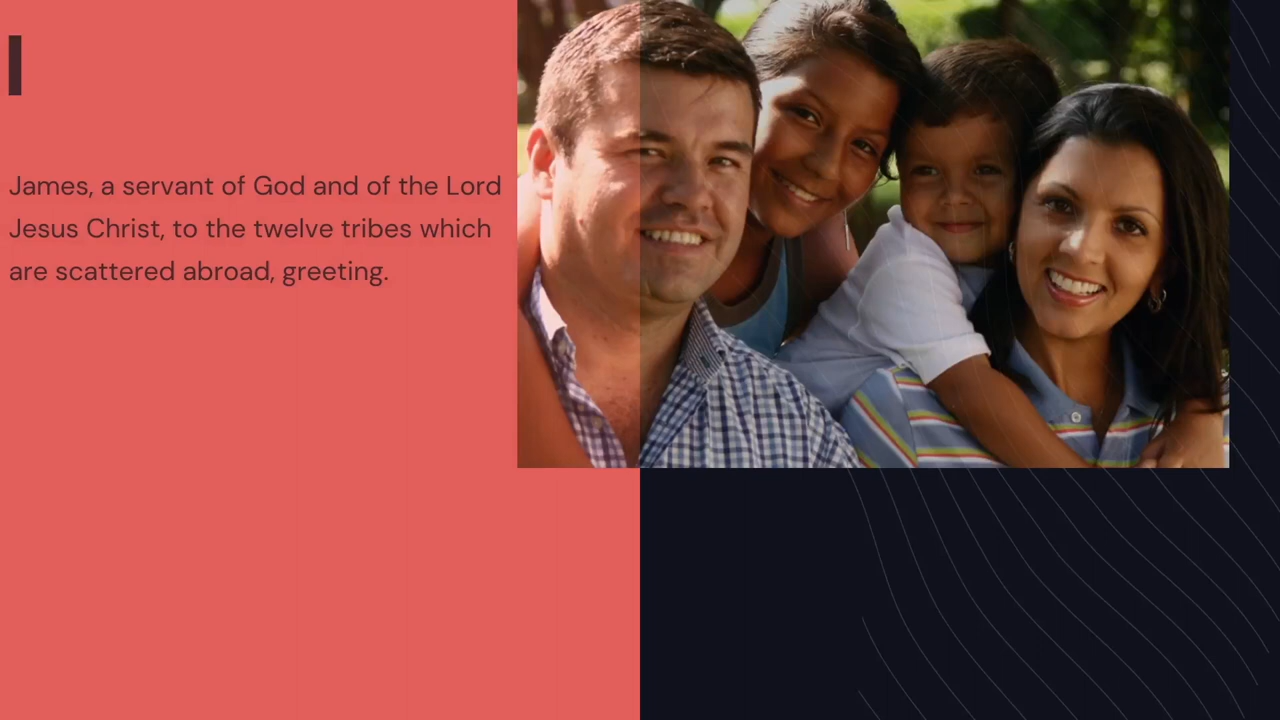 I
James, a servant of God and of the Lord
Jesus Christ, to the twelve tribes which
are scattered abroad, greeting.